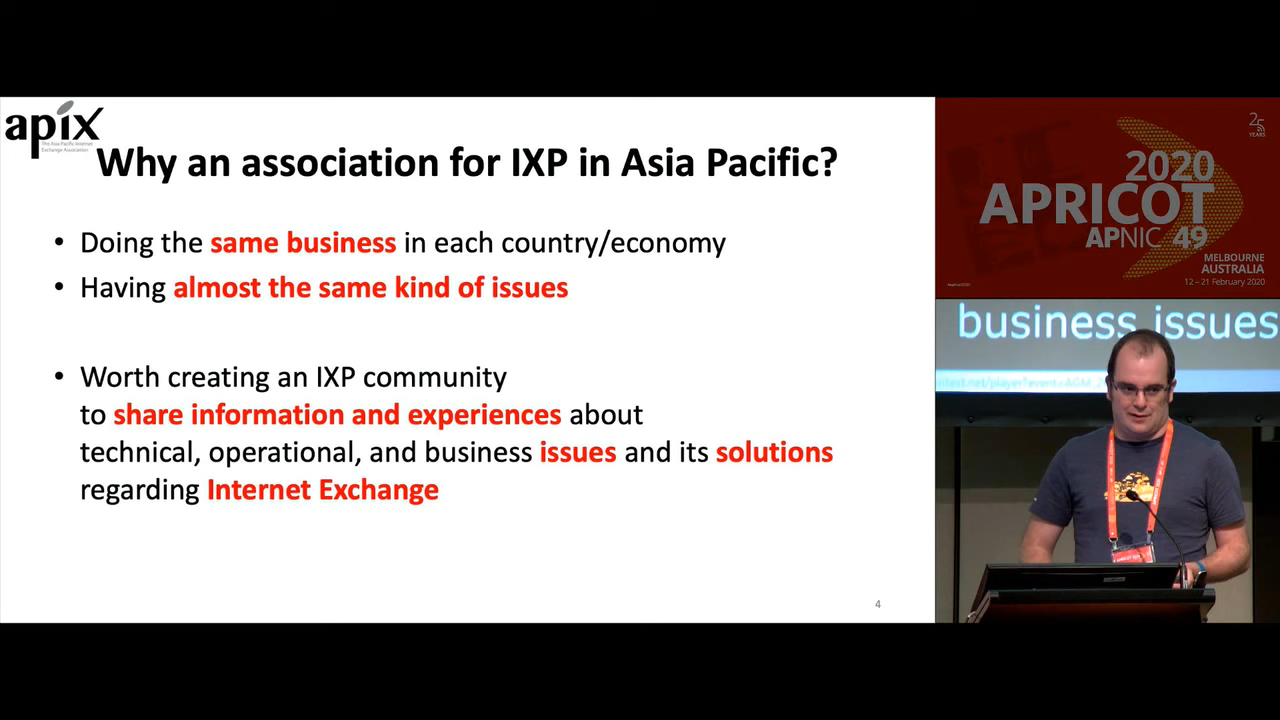 apix
The Asia Pacific Internet
Exchange Association
Why an association for IXP in Asia Pacific?
• Doing the same business in each country/economy
• Having almost the same kind of issues
• Worth creating an IXP community
to share information and experiences about
technical, operational, and business issues and its solutions
regarding Internet Exchange
4
25
YEARS
2020
APRICOT
APNIC 49
MELBOURNE
AUSTRALIA
12 – 21 February 2020
business issues